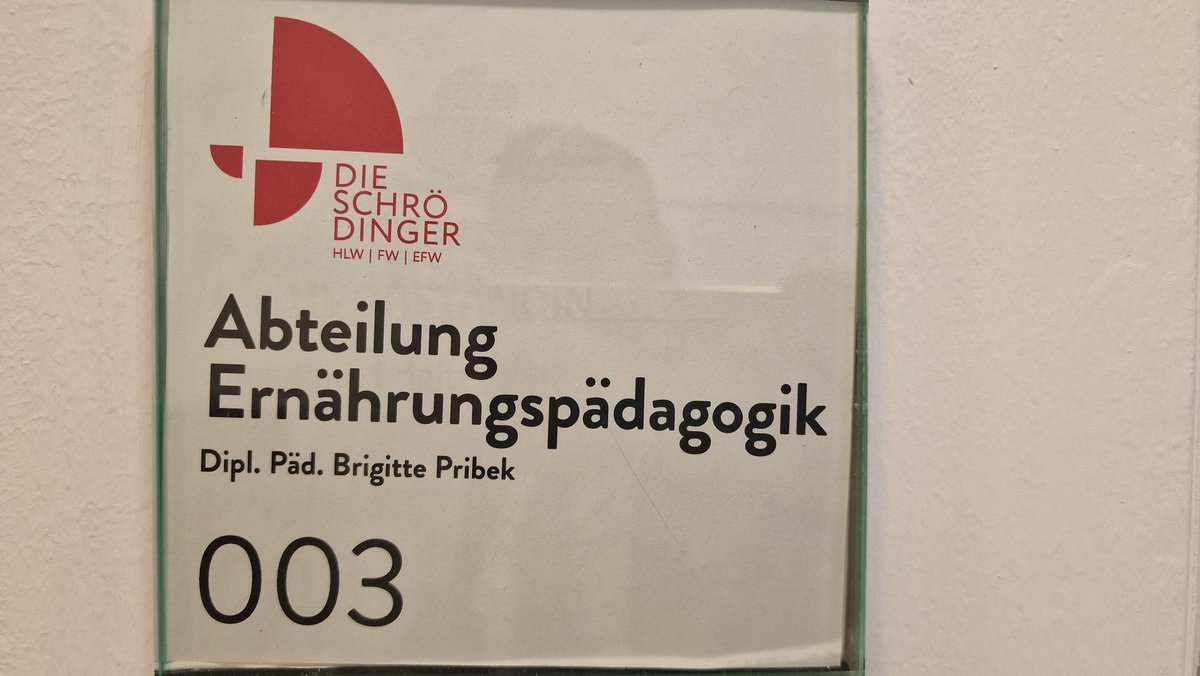 DIE
SCHRÖ
DINGER
HLW | FW | EFW
Abteilung
Ernährungspädagogik
Dipl. Päd. Brigitte Pribek
003